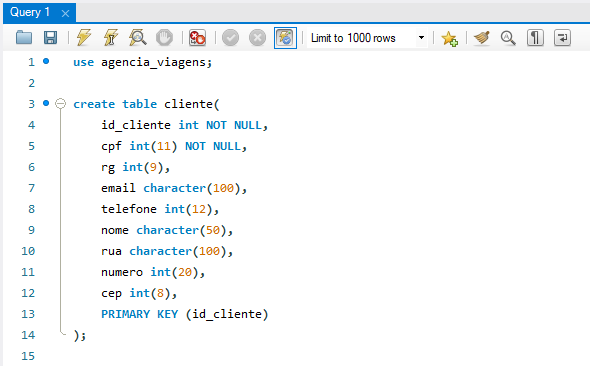 Query 1
Limit to 1000 rows
1 use agencia_viagens;
2
3 create table cliente(
4 id_cliente int NOT NULL,
5 cpf int(11) NOT NULL,
6 rg int(9),
7 email character(100),
8 telefone int(12),
9 nome character(50),
10 rua character(100),
11 numero int(20),
12 cep int(8),
13 PRIMARY KEY (id_cliente)
14 );
15